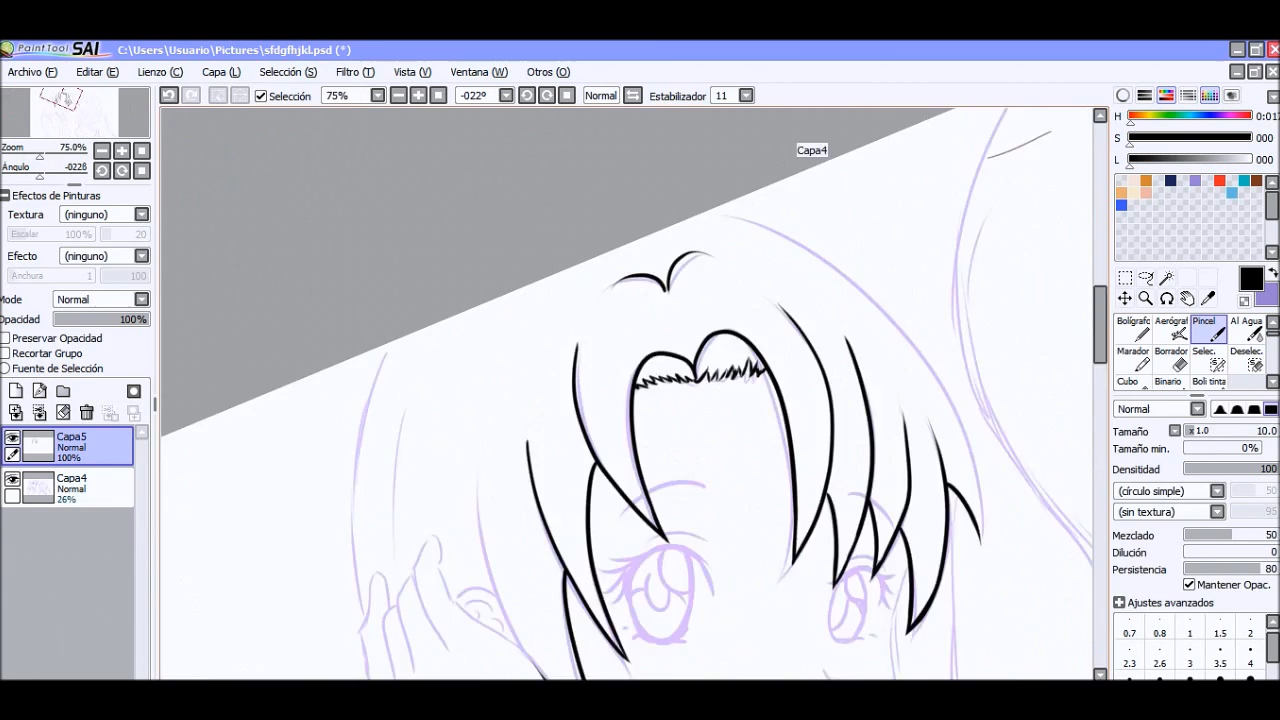 PaintTool SAI C:\Users\Usuario\Pictures\sfdgfhjkl.psd (*)
Archivo (F) Editar (E) Lienzo (C) Capa (L) Selección (S) Filtro (T) Vista (V) Ventana (W) Otros (O)
Selección 75% -022º Normal Estabilizador 11
Capa4
Zoom 75.0%
Ángulo -022ß
Efectos de Pinturas
Textura (ninguno)
Escalar 100% 20
Efecto (ninguno)
Anchura 1 100
Mode Normal
Opacidad 100%
Preservar Opacidad
Recortar Grupo
Fuente de Selección
Capa5
Normal
100%
Capa4
Normal
26%
H
S 000
L 000
Bolígrafo Aerógraf Pincel Al Agua
Marador Borrador Selec. Deselec.
Cubo Binario Boli tinta
Normal
Tamaño x 1.0 10.0
Tamaño min. 0%
Densitidad 100
(círculo simple) 50
(sin textura) 95
Mezclado 50
Dilución 0
Persistencia 80
Mantener Opac.
Ajustes avanzados
0.7 0.8 1 1.5 2
2.3 2.6 3 3.5 4